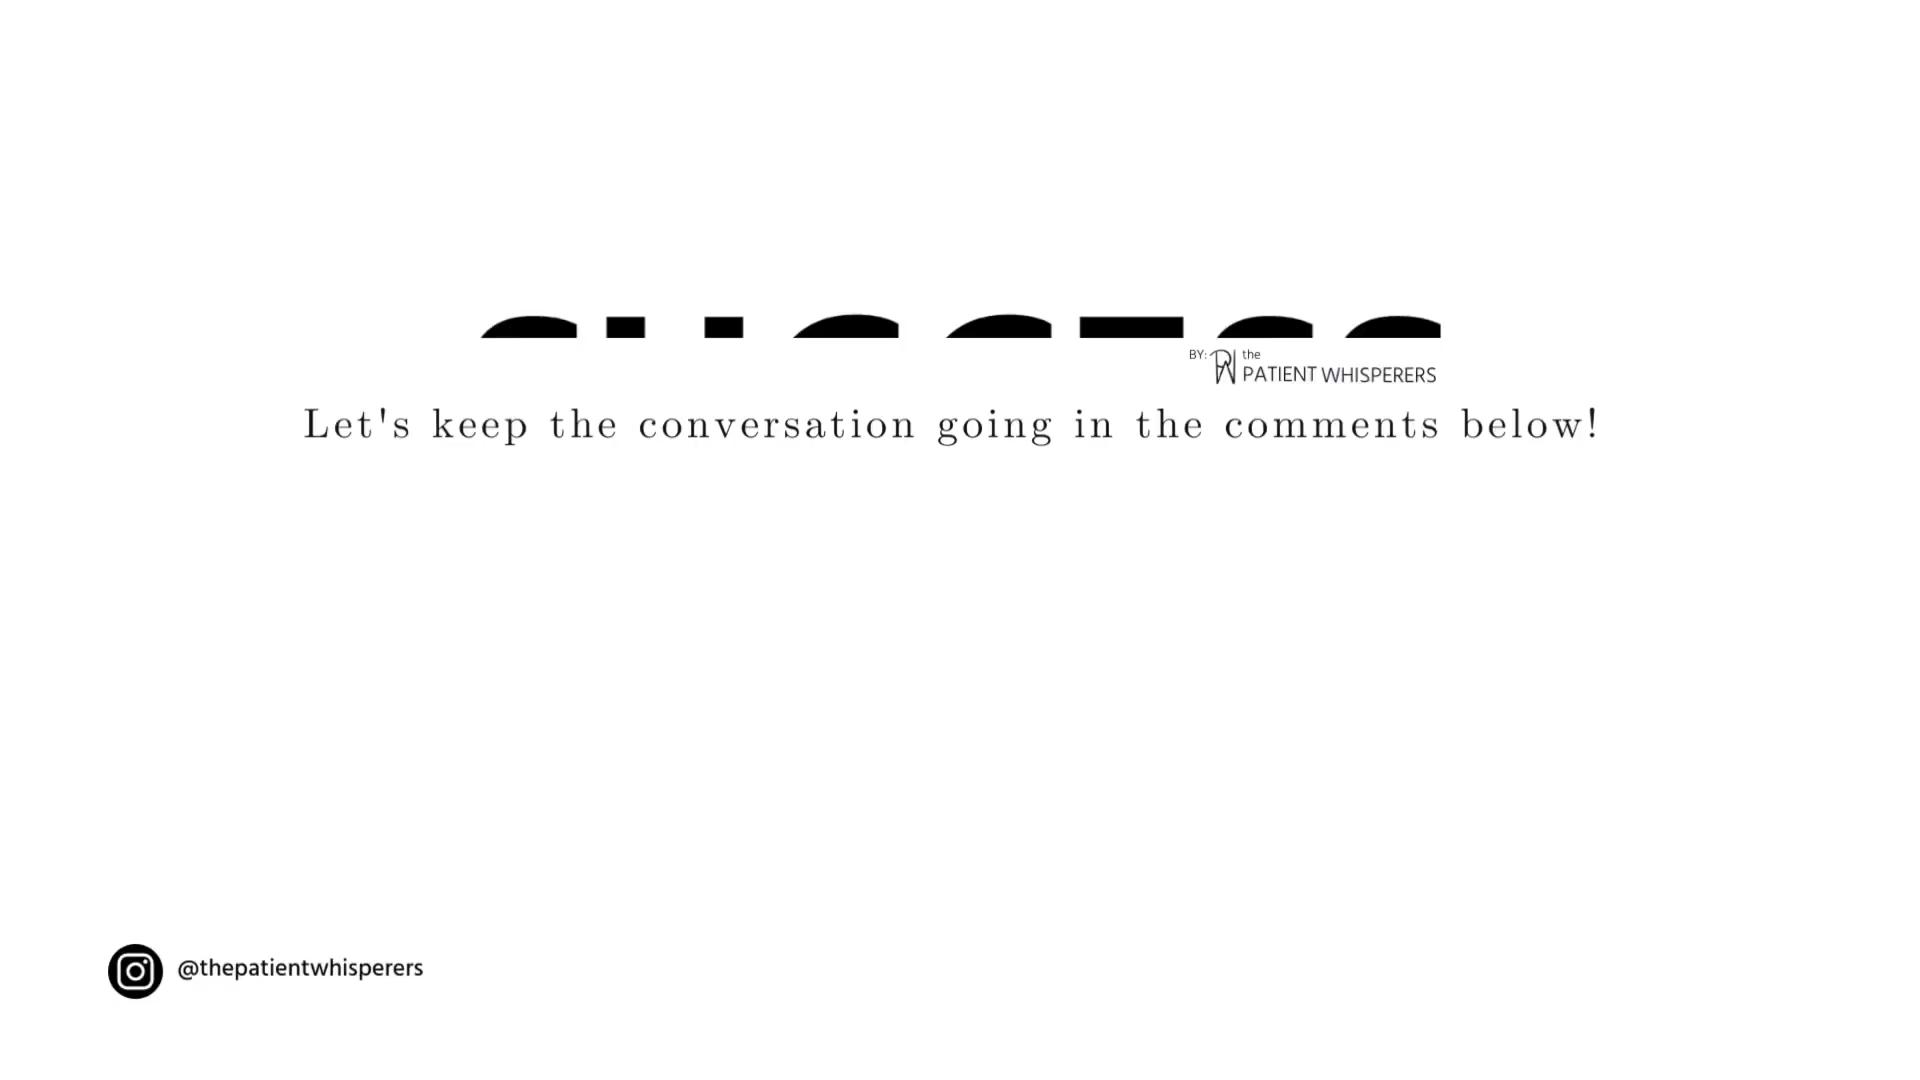 BY: the
PATIENT WHISPERERS
Let's keep the conversation going in the comments below!
@thepatientwhisperers